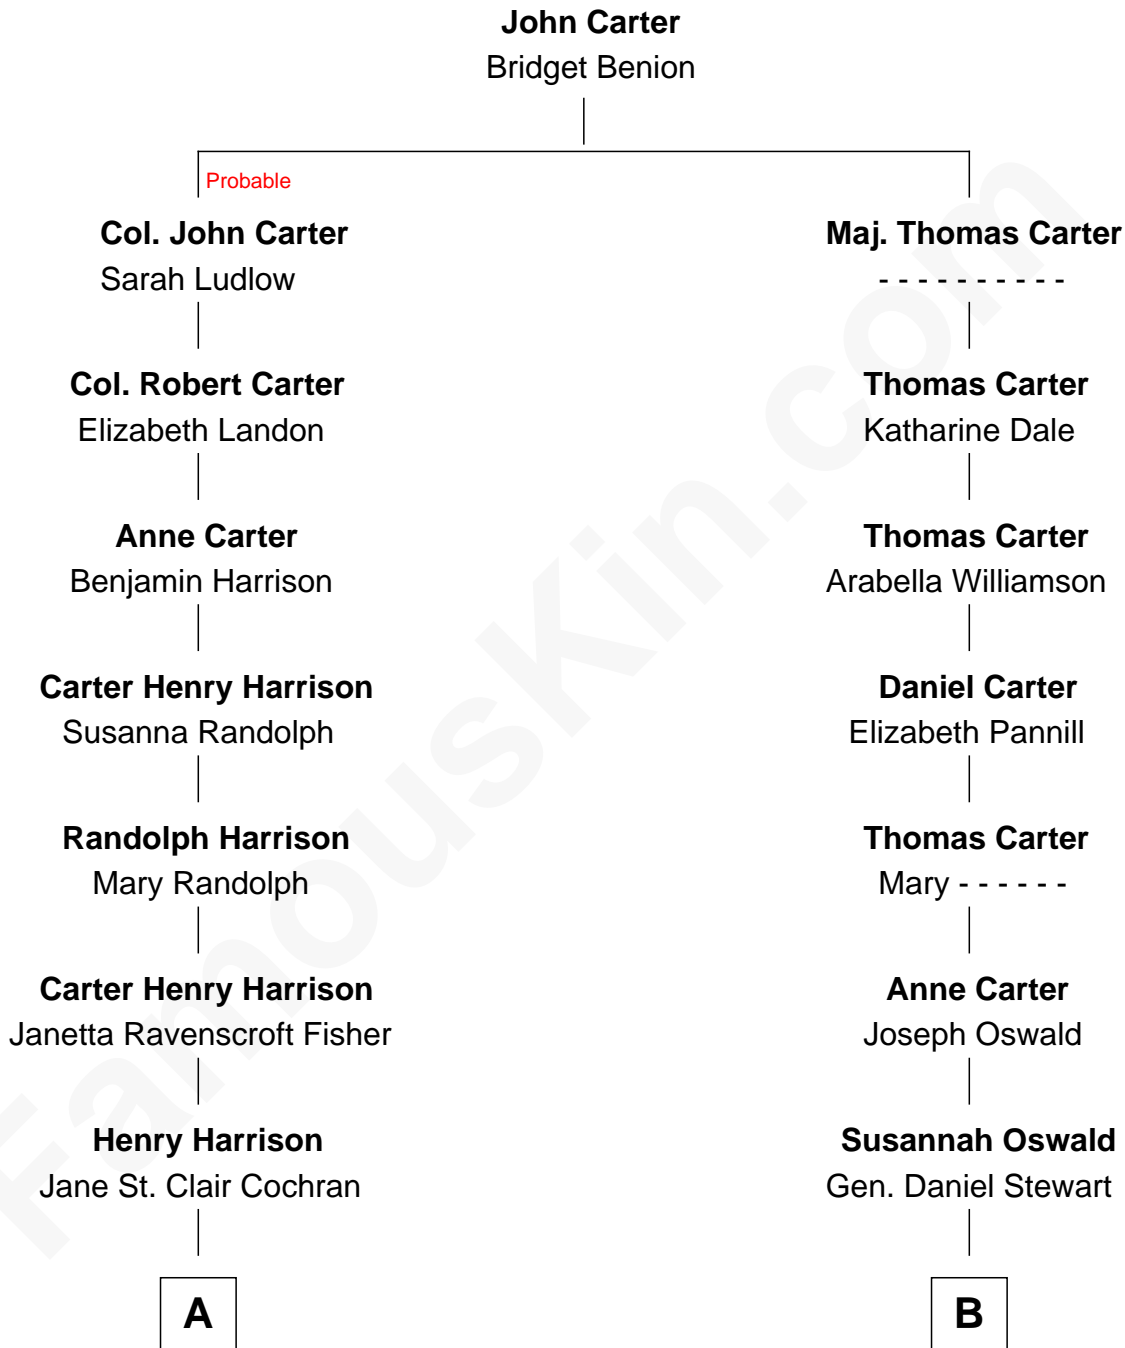 John Carter
Bridget Benion
Probable
Col. John Carter
Sarah Ludlow
Maj. Thomas Carter
- - - - - - - - - -
Col. Robert Carter
Elizabeth Landon
Thomas Carter
Katharine Dale
Anne Carter
Benjamin Harrison
Thomas Carter
Arabella Williamson
Carter Henry Harrison
Susanna Randolph
Daniel Carter
Elizabeth Pannill
Randolph Harrison
Mary Randolph
Thomas Carter
Mary - - - - - -
Carter Henry Harrison
Janetta Ravenscroft Fisher
Anne Carter
Joseph Oswald
Henry Harrison
Jane St. Clair Cochran
Susannah Oswald
Gen. Daniel Stewart
A
B
FamousKin.com